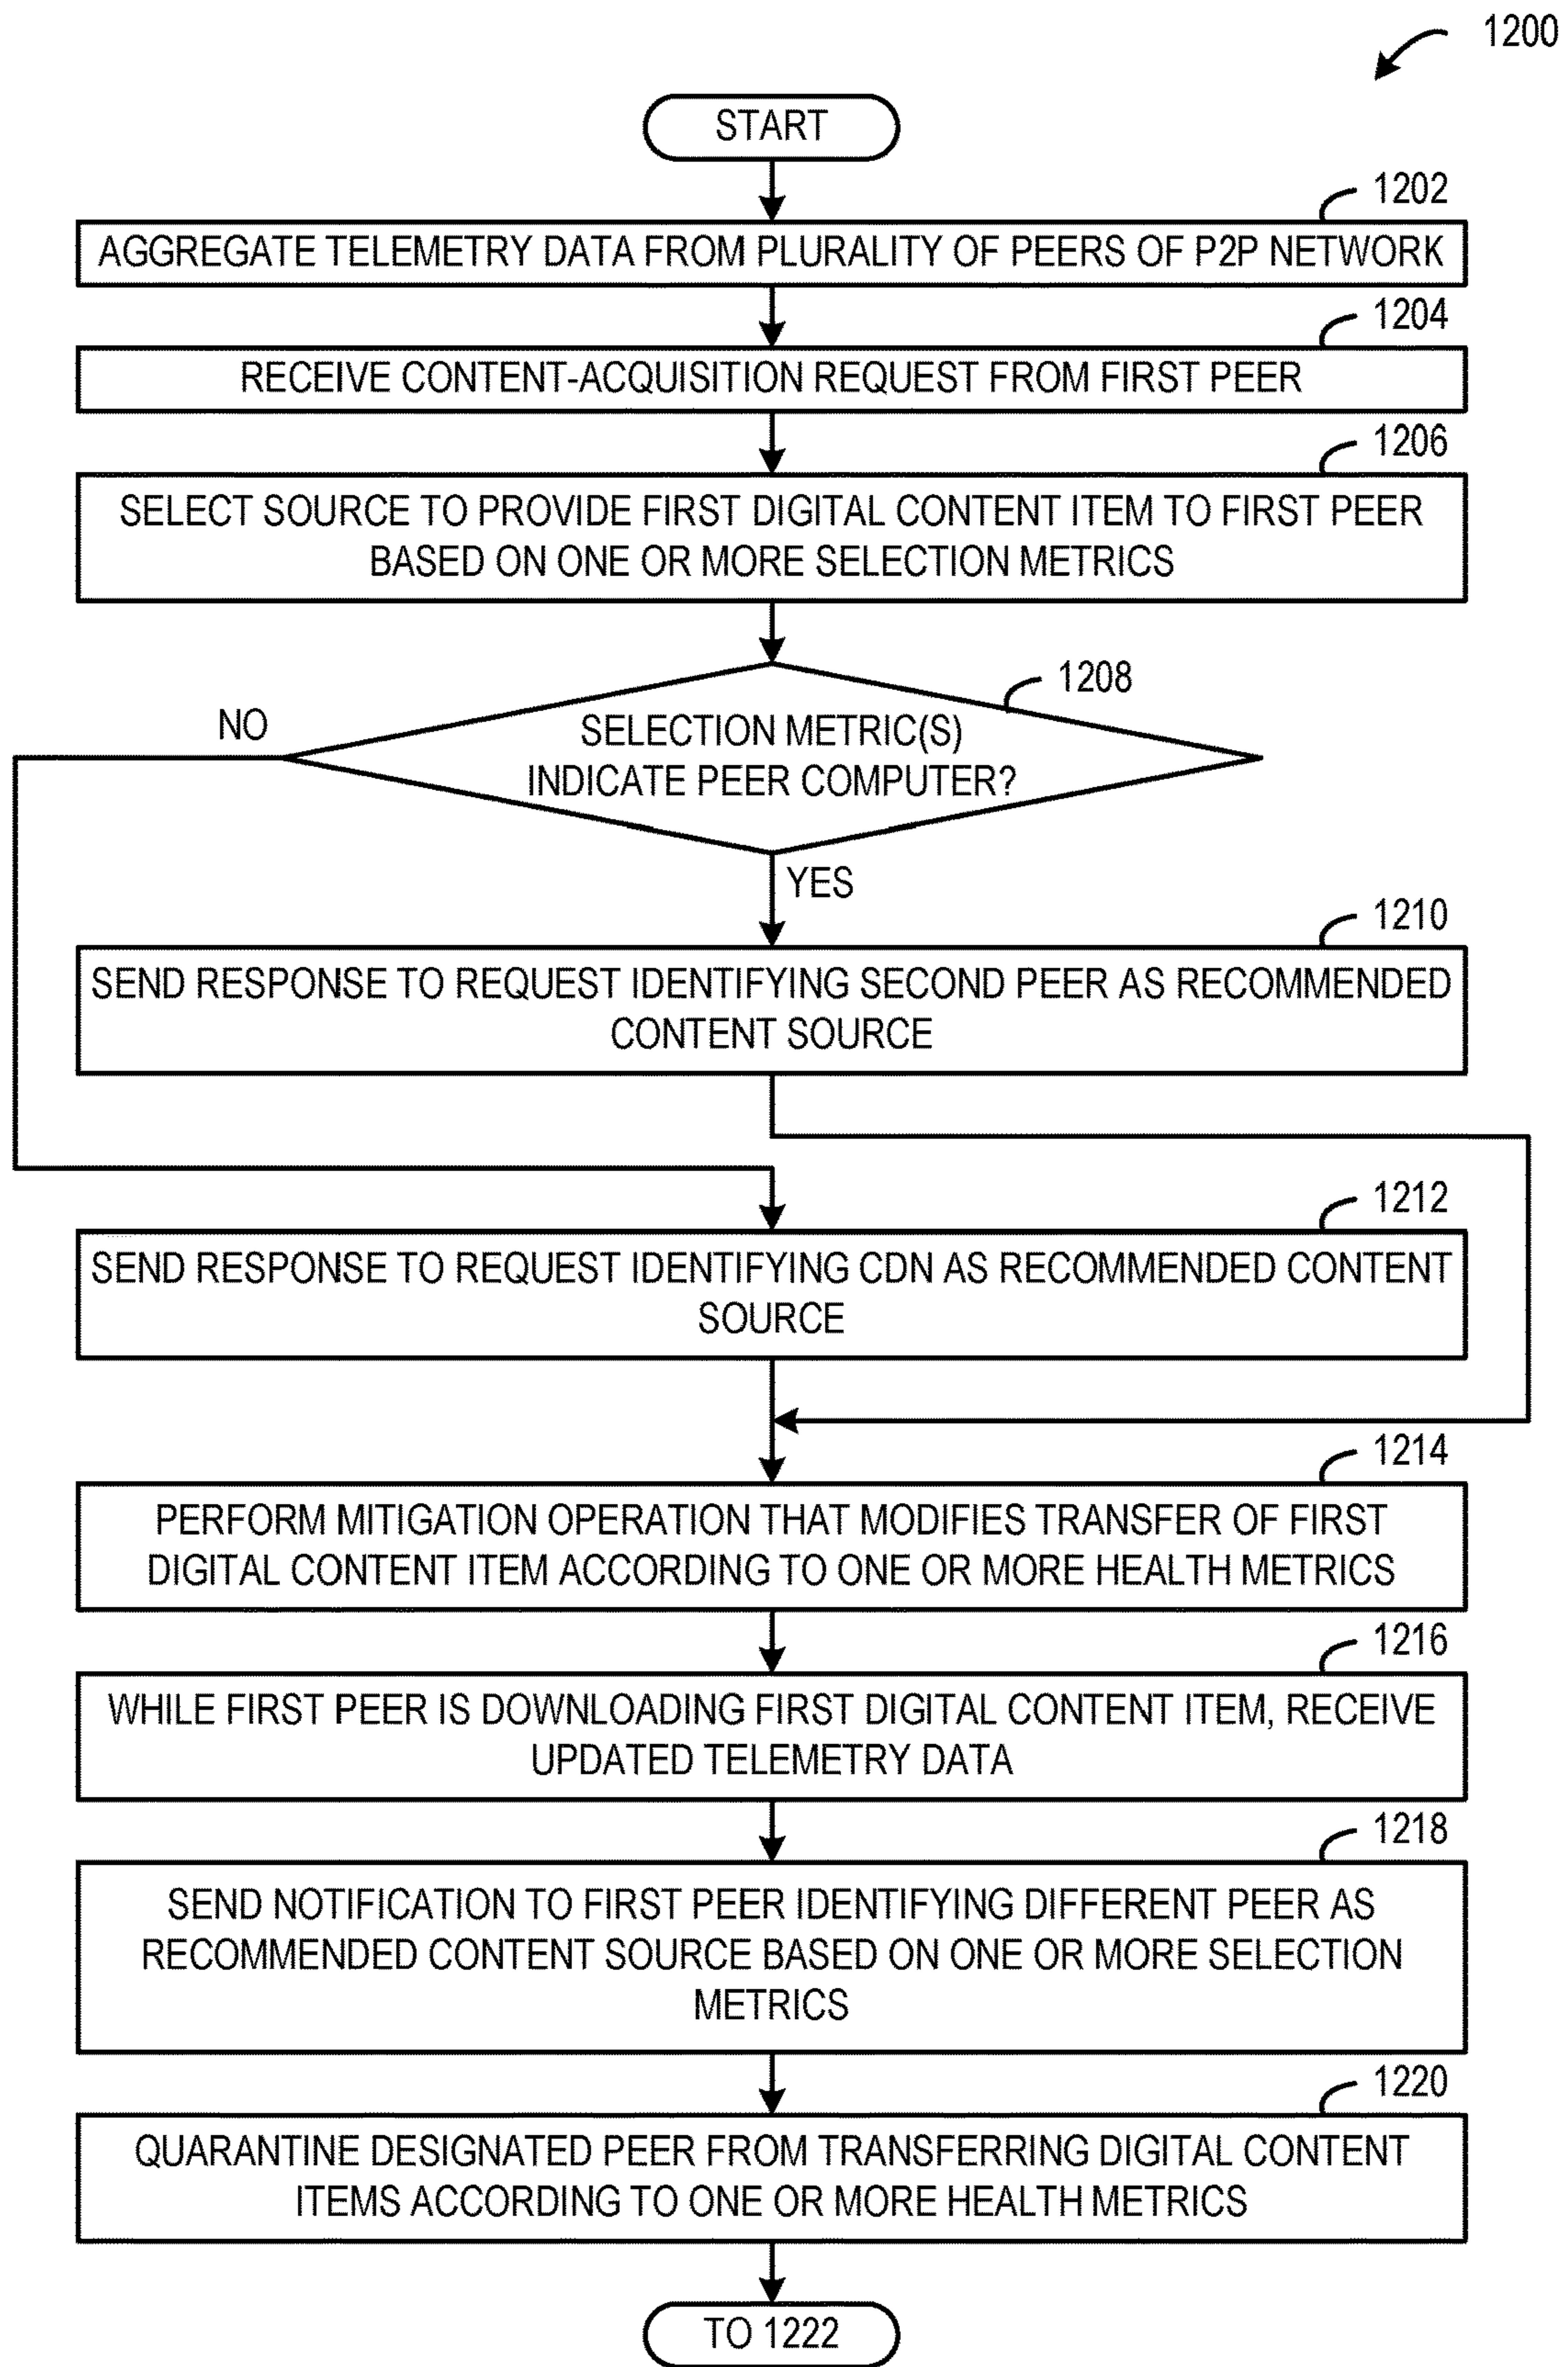 1200
START
1202
AGGREGATE TELEMETRY DATA FROM PLURALITY OF PEERS OF P2P NETWORK
1204
RECEIVE CONTENT-ACQUISITION REQUEST FROM FIRST PEER
1206
SELECT SOURCE TO PROVIDE FIRST DIGITAL CONTENT ITEM TO FIRST PEER
BASED ON ONE OR MORE SELECTION METRICS
1208
NO
SELECTION METRIC(S)
INDICATE PEER COMPUTER?
YES
1210
SEND RESPONSE TO REQUEST IDENTIFYING SECOND PEER AS RECOMMENDED
CONTENT SOURCE
1212
SEND RESPONSE TO REQUEST IDENTIFYING CDN AS RECOMMENDED CONTENT
SOURCE
1214
PERFORM MITIGATION OPERATION THAT MODIFIES TRANSFER OF FIRST
DIGITAL CONTENT ITEM ACCORDING TO ONE OR MORE HEALTH METRICS
1216
WHILE FIRST PEER IS DOWNLOADING FIRST DIGITAL CONTENT ITEM, RECEIVE
UPDATED TELEMETRY DATA
1218
SEND NOTIFICATION TO FIRST PEER IDENTIFYING DIFFERENT PEER AS
RECOMMENDED CONTENT SOURCE BASED ON ONE OR MORE SELECTION
METRICS
1220
QUARANTINE DESIGNATED PEER FROM TRANSFERRING DIGITAL CONTENT
ITEMS ACCORDING TO ONE OR MORE HEALTH METRICS
TO 1222